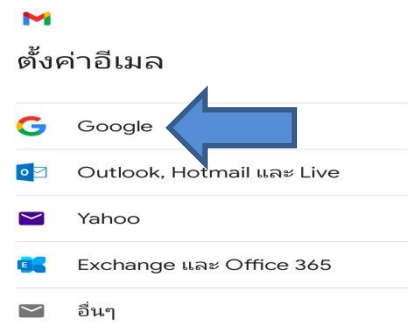 ตั้งค่าอีเมล
Google
Outlook, Hotmail และ Live
Yahoo
Exchange และ Office 365
อื่นๆ